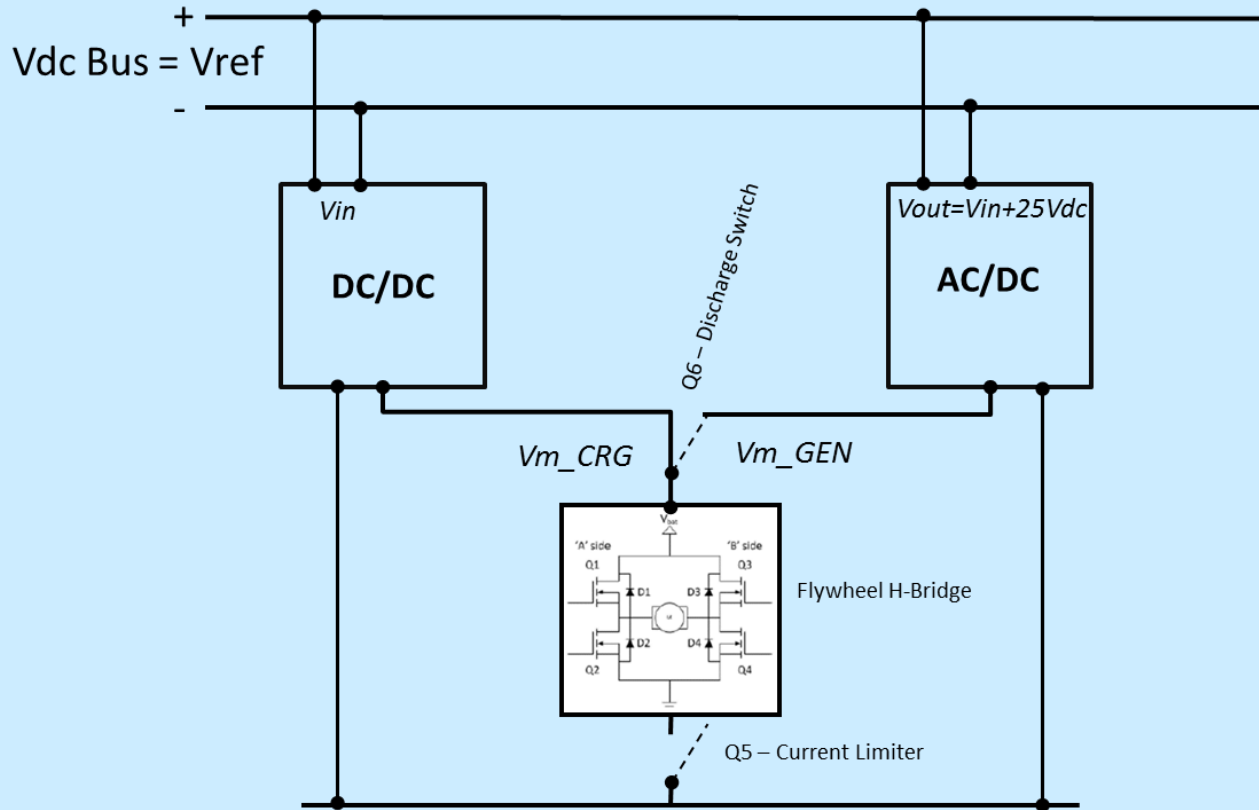 +
Vdc Bus = Vref
-
Vin
DC/DC
Q6 – Discharge Switch
Vout=Vin+25Vdc
AC/DC
Vm_CRG
Vm_GEN
Vbat
'A' side
'B' side
Q1
Q3
D1
D3
M
D2
D4
Q2
Q4
Flywheel H-Bridge
Q5 – Current Limiter